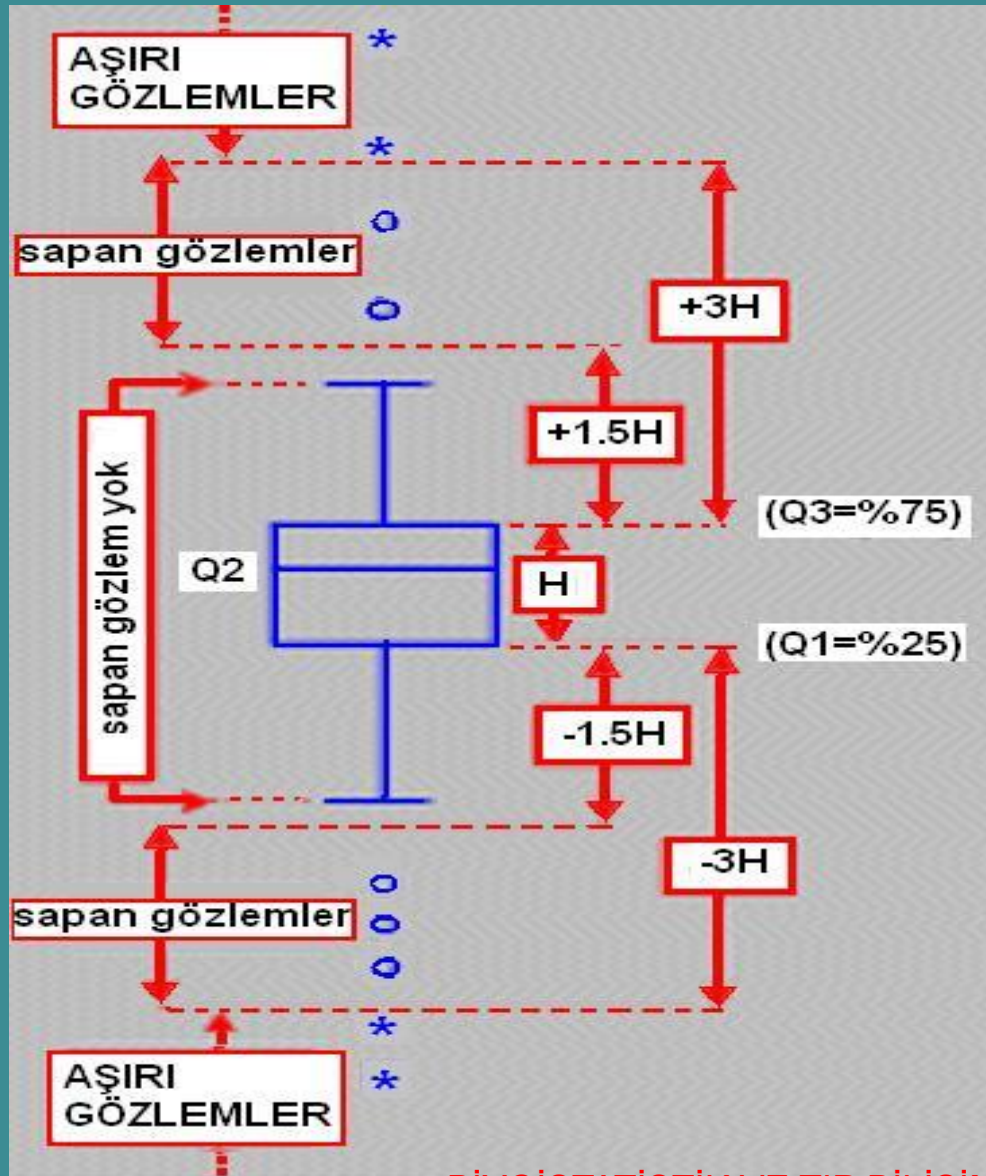 AŞIRI
GÖZLEMLER
sapan gözlemler
+3H
+1.5H
sapan gözlem yok
(Q3=%75)
Q2
H
(Q1=%25)
-1.5H
-3H
sapan gözlemler
AŞIRI
GÖZLEMLER